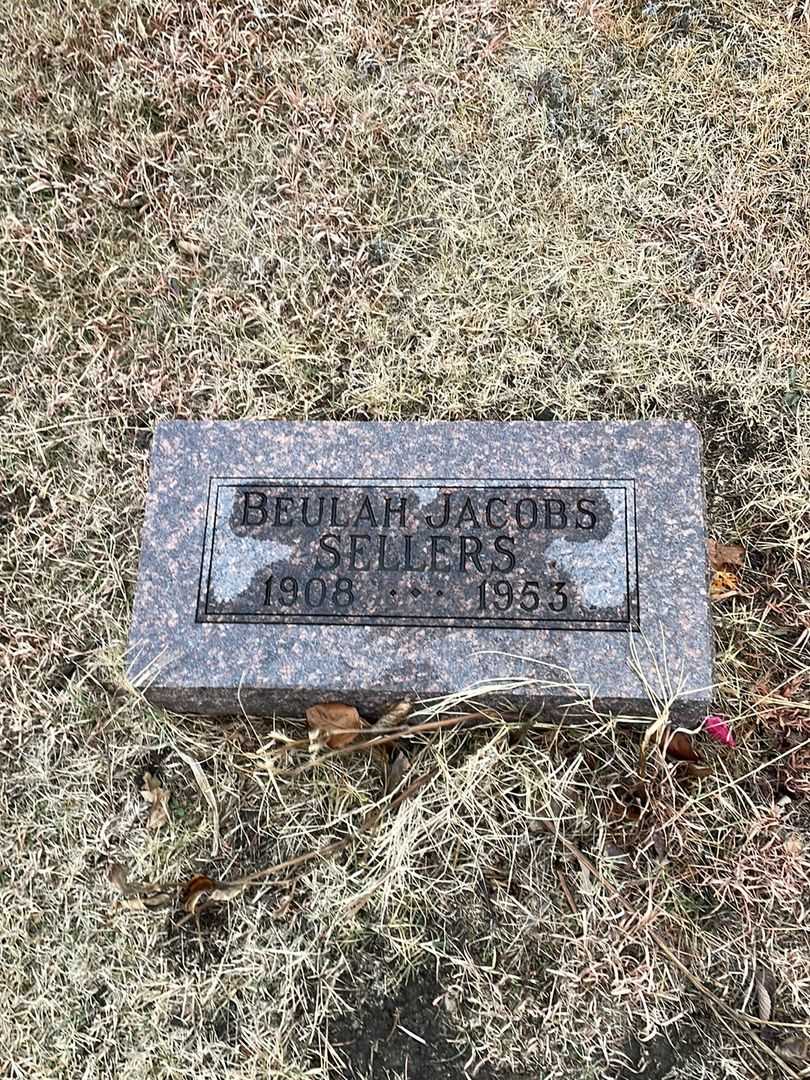 BEULAH JACOBS
SELLERS
1908 ··· 1953